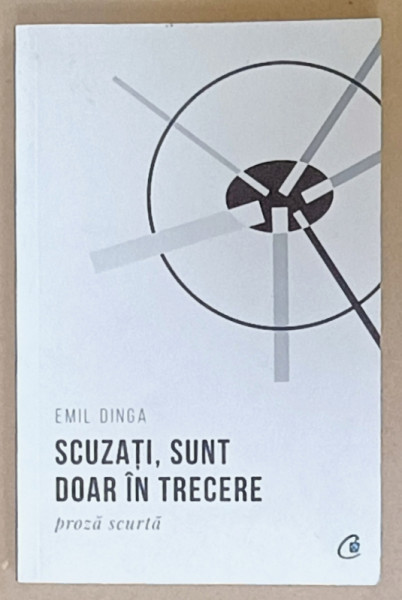 EMIL DINGA
SCUZAȚI, SUNT
DOAR ÎN TRECERE
proză scurtă